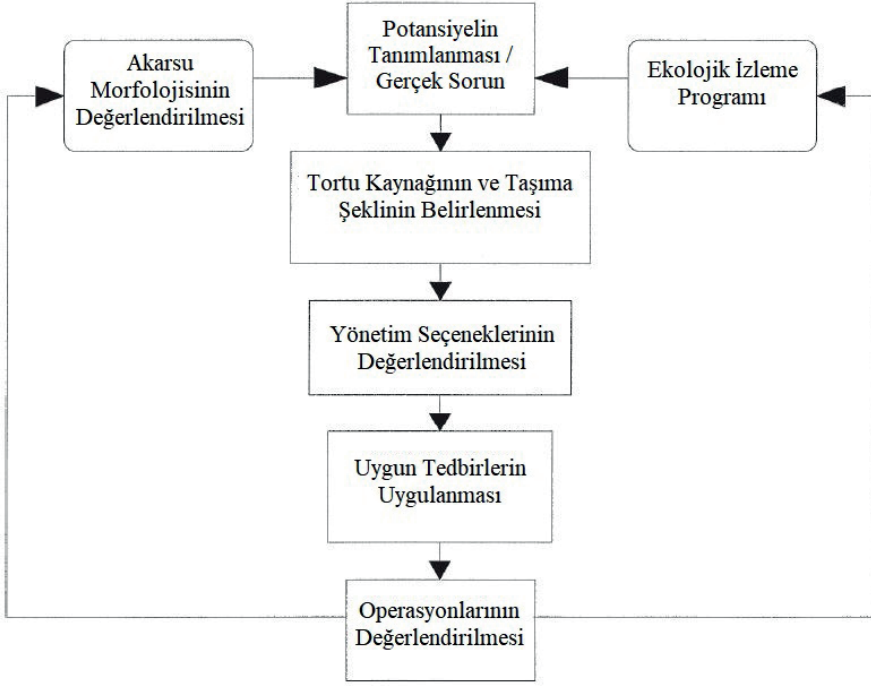 Potansiyelin
Tanımlanması /
Gerçek Sorun
Akarsu
Morfolojisinin
Değerlendirilmesi
Ekolojik İzleme
Programı
Tortu Kaynağının ve Taşıma
Şeklinin Belirlenmesi
Yönetim Seçeneklerinin
Değerlendirilmesi
Uygun Tedbirlerin
Uygulanması
Operasyonlarının
Değerlendirilmesi